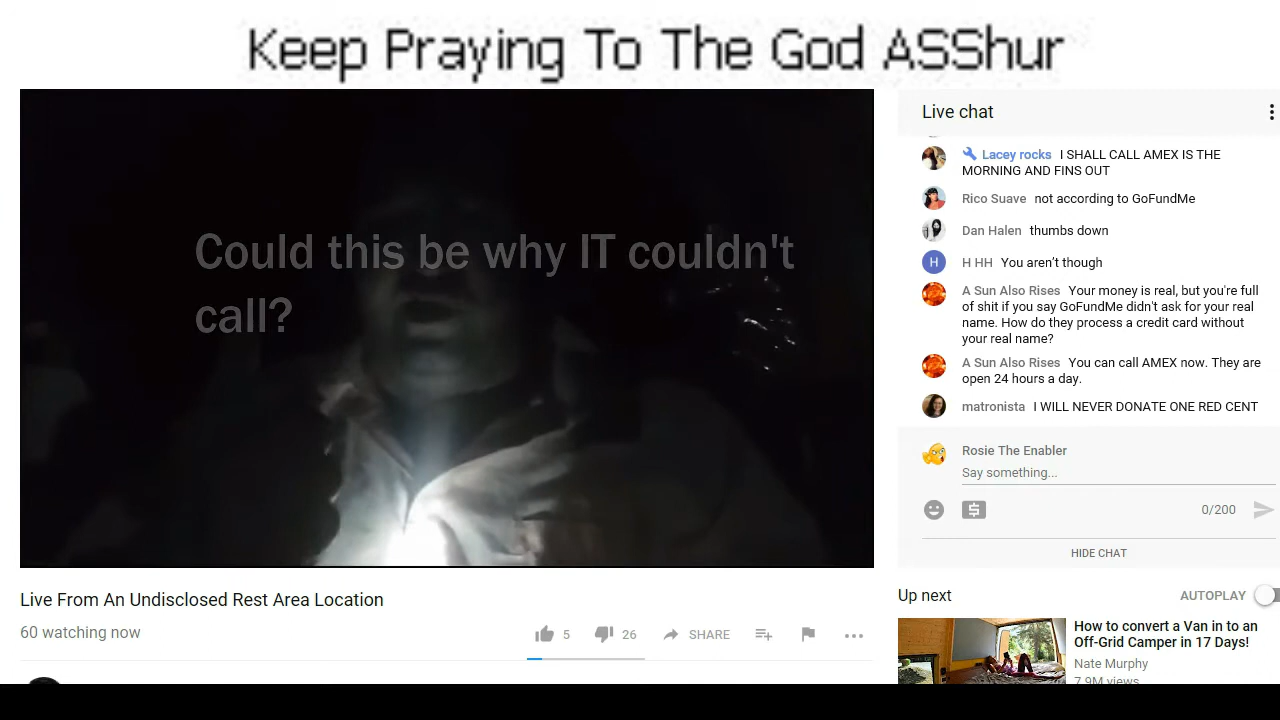 Keep Praying To The God ASShur
Could this be why IT couldn't
call?
Live From An Undisclosed Rest Area Location
60 watching now
5
26
SHARE
Live chat
Lacey rocks I SHALL CALL AMEX IS THE
MORNING AND FINS OUT
Rico Suave not according to GoFundMe
Dan Halen thumbs down
H
H HH You aren't though
A Sun Also Rises Your money is real, but you're full
of shit if you say GoFundMe didn't ask for your real
name. How do they process a credit card without
your real name?
A Sun Also Rises You can call AMEX now. They are
open 24 hours a day.
matronista I WILL NEVER DONATE ONE RED CENT
Rosie The Enabler
Say something...
0/200
HIDE CHAT
Up next
AUTOPLAY
How to convert a Van in to an
Off-Grid Camper in 17 Days!
Nate Murphy
7.9M views